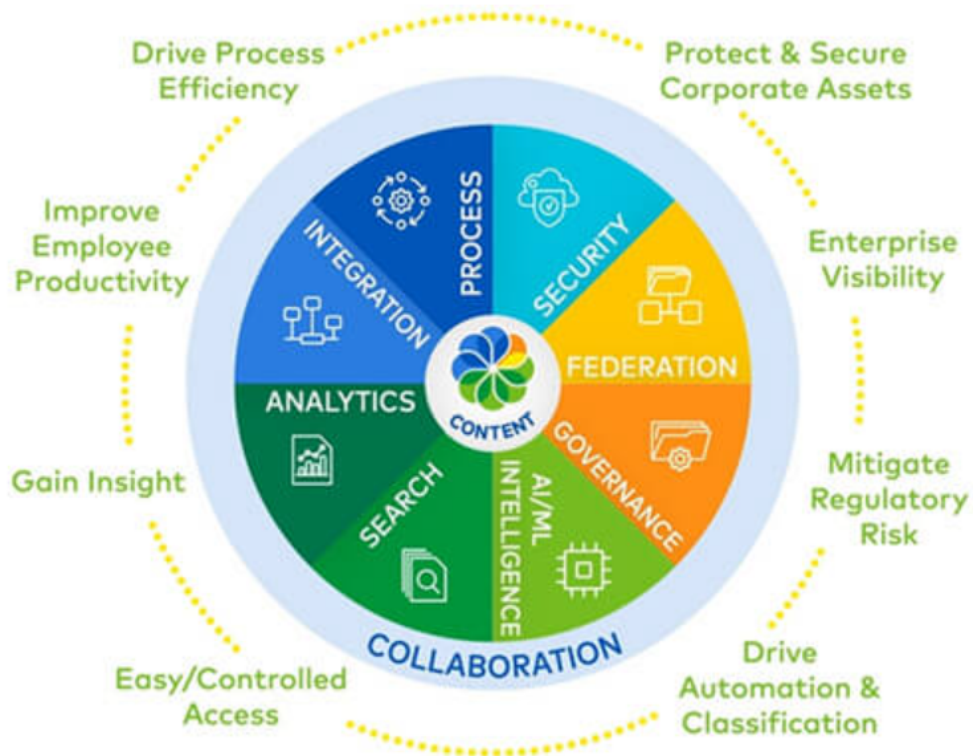 Drive Process
Efficiency
Protect & Secure
Corporate Assets
Improve
Employee
Productivity
Enterprise
Visibility
Gain Insight
Mitigate
Regulatory
Risk
Easy/Controlled
Access
Drive
Automation &
Classification
PROCESS
SECURITY
INTEGRATION
FEDERATION
ANALYTICS
CONTENT
GOVERNANCE
SEARCH
AI/ML
INTELLIGENCE
COLLABORATION